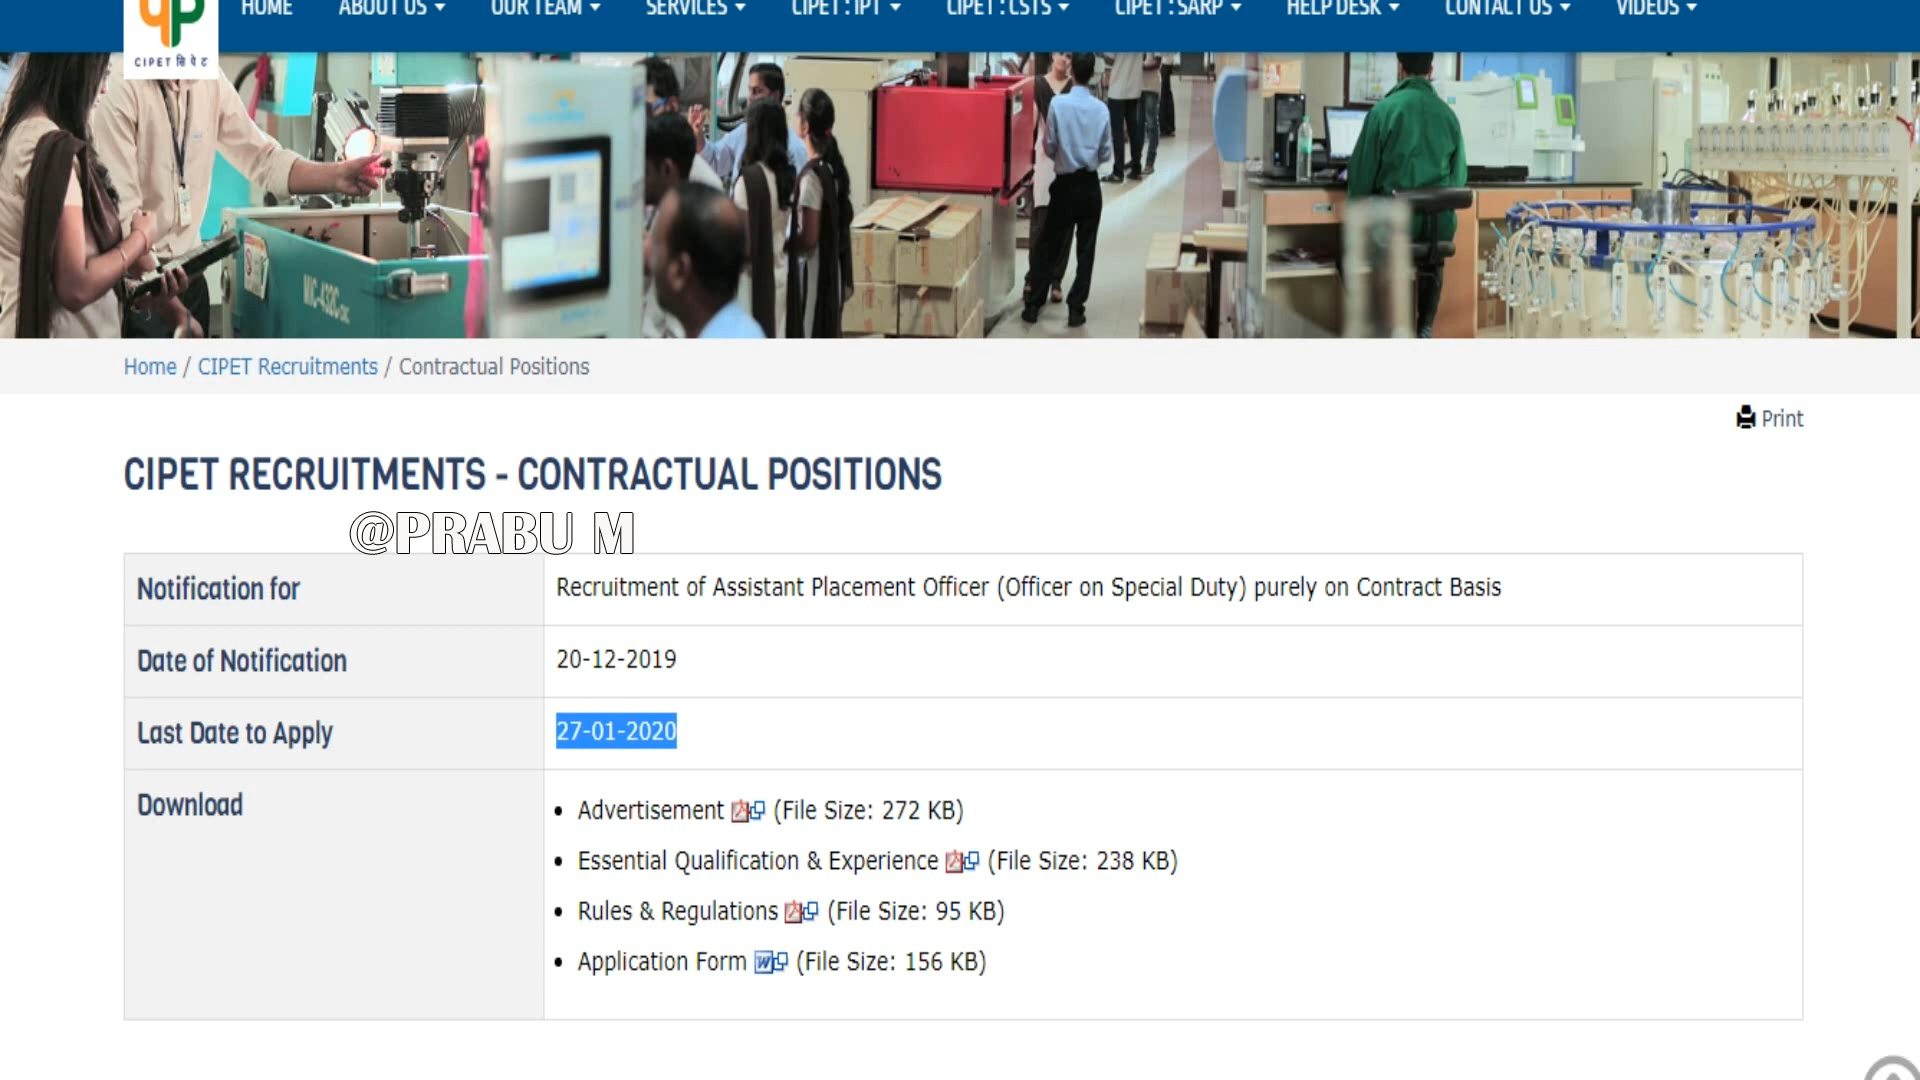 HOME ABOUT US OUR TEAM SERVICES CIPET : IPT CIPET : CSTS CIPET : SARP HELP DESK CONTACT US VIDEOS
CIPET सिपेट
MC-432C
Home / CIPET Recruitments / Contractual Positions
Print
CIPET RECRUITMENTS - CONTRACTUAL POSITIONS
@PRABU M
Notification for Recruitment of Assistant Placement Officer (Officer on Special Duty) purely on Contract Basis
Date of Notification 20-12-2019
Last Date to Apply 27-01-2020
Download
• Advertisement (File Size: 272 KB)
• Essential Qualification & Experience (File Size: 238 KB)
• Rules & Regulations (File Size: 95 KB)
• Application Form (File Size: 156 KB)